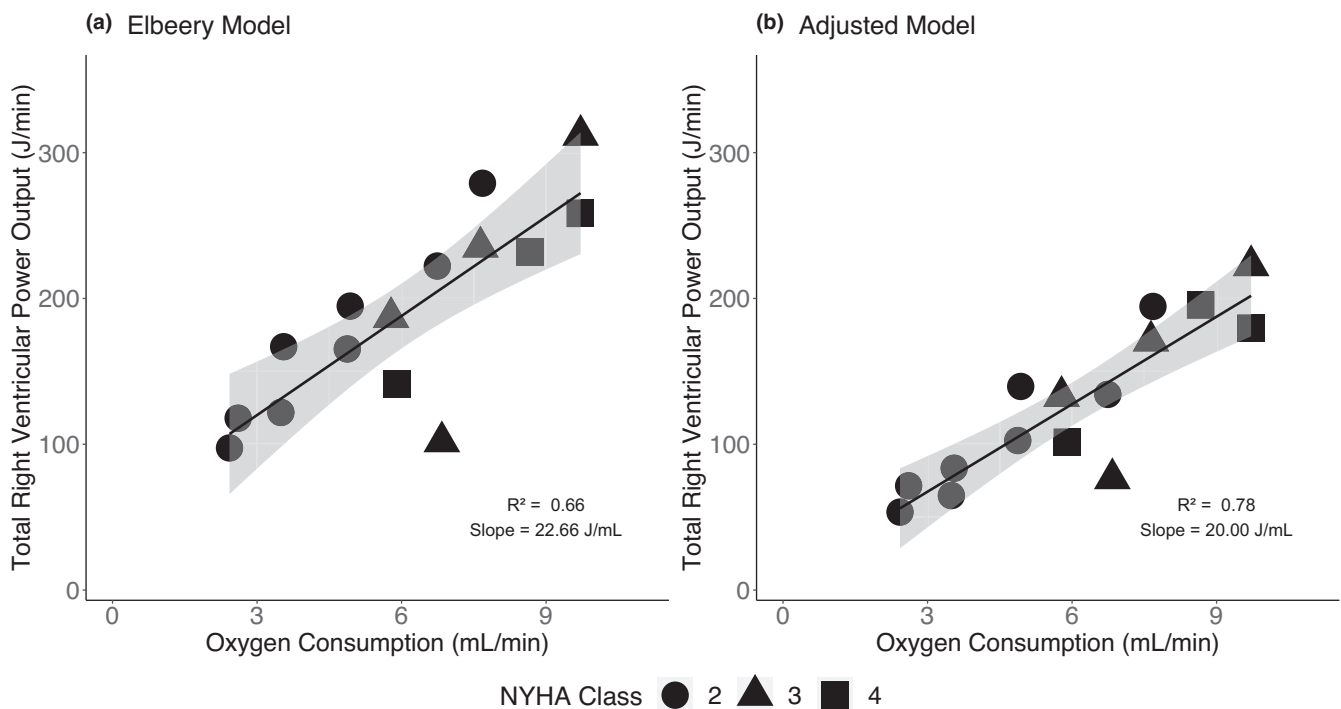 (a) Elbeery Model
Total Right Ventricular Power Output (J/min)
300
200
100
0
0 3 6 9
Oxygen Consumption (mL/min)
R² = 0.66
Slope = 22.66 J/mL
(b) Adjusted Model
Total Right Ventricular Power Output (J/min)
300
200
100
0
0 3 6 9
Oxygen Consumption (mL/min)
R² = 0.78
Slope = 20.00 J/mL
NYHA Class 2 3 4